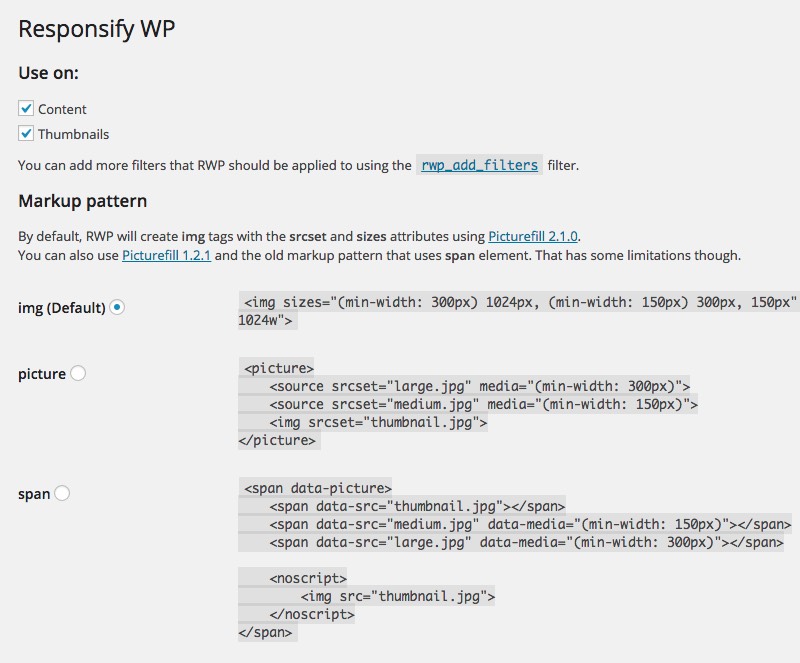 Responsify WP
Use on:
Content
Thumbnails
You can add more filters that RWP should be applied to using the rwp_add_filters filter.
Markup pattern
By default, RWP will create img tags with the srcset and sizes attributes using Picturefill 2.1.0.
You can also use Picturefill 1.2.1 and the old markup pattern that uses span element. That has some limitations though.
img (Default)
<img sizes="(min-width: 300px) 1024px, (min-width: 150px) 300px, 150px"
1024w">
picture
<picture>
<source srcset="large.jpg" media="(min-width: 300px)">
<source srcset="medium.jpg" media="(min-width: 150px)">
<img srcset="thumbnail.jpg">
</picture>
span
<span data-picture>
<span data-src="thumbnail.jpg"></span>
<span data-src="medium.jpg" data-media="(min-width: 150px)"></span>
<span data-src="large.jpg" data-media="(min-width: 300px)"></span>
<noscript>
<img src="thumbnail.jpg">
</noscript>
</span>